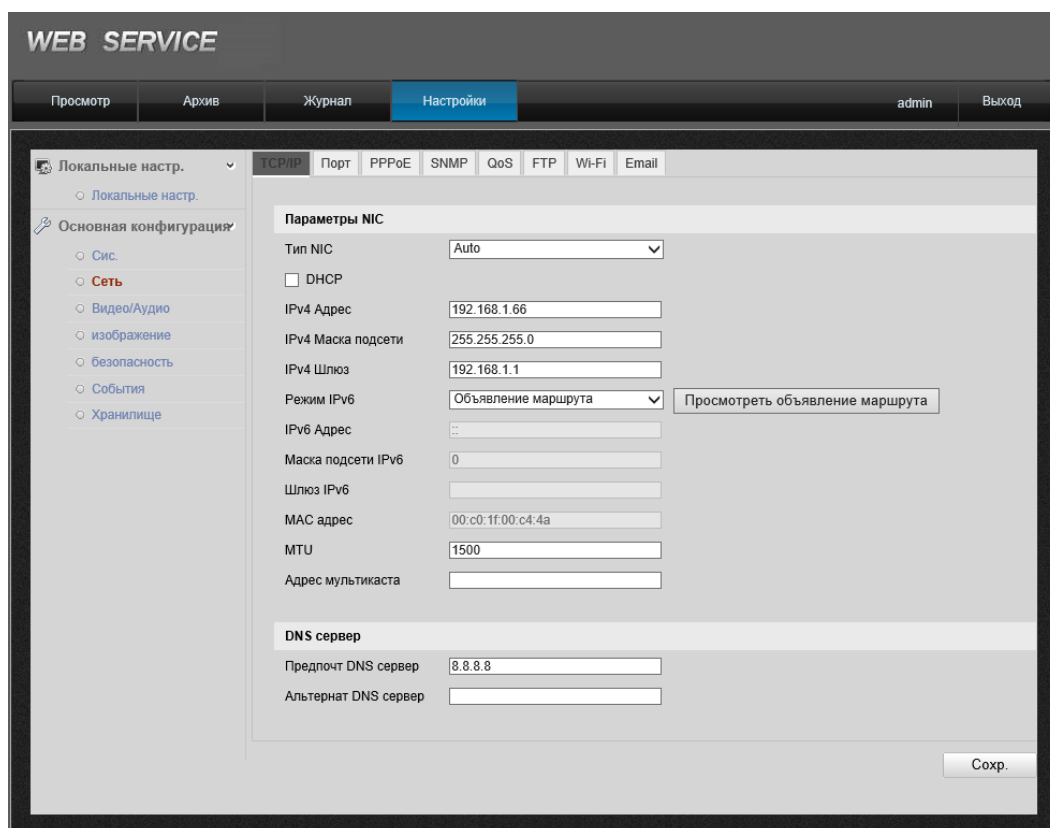 WEB SERVICE
Просмотр Архив Журнал Настройки admin Выход
Локальные настр.
Локальные настр.
Основная конфигурация
Сис.
Сеть
Видео/Аудио
изображение
безопасность
События
Хранилище
TCP/IP Порт PPPoE SNMP QoS FTP Wi-Fi Email
Параметры NIC
Тип NIC Auto
DHCP
IPv4 Адрес 192.168.1.66
IPv4 Маска подсети 255.255.255.0
IPv4 Шлюз 192.168.1.1
Режим IPv6 Объявление маршрута Просмотреть объявление маршрута
IPv6 Адрес ::
Маска подсети IPv6 0
Шлюз IPv6
MAC адрес 00:c0:1f:00:c4:4a
MTU 1500
Адрес мультикаста
DNS сервер
Предпочт DNS сервер 8.8.8.8
Альтернат DNS сервер
Сохр.